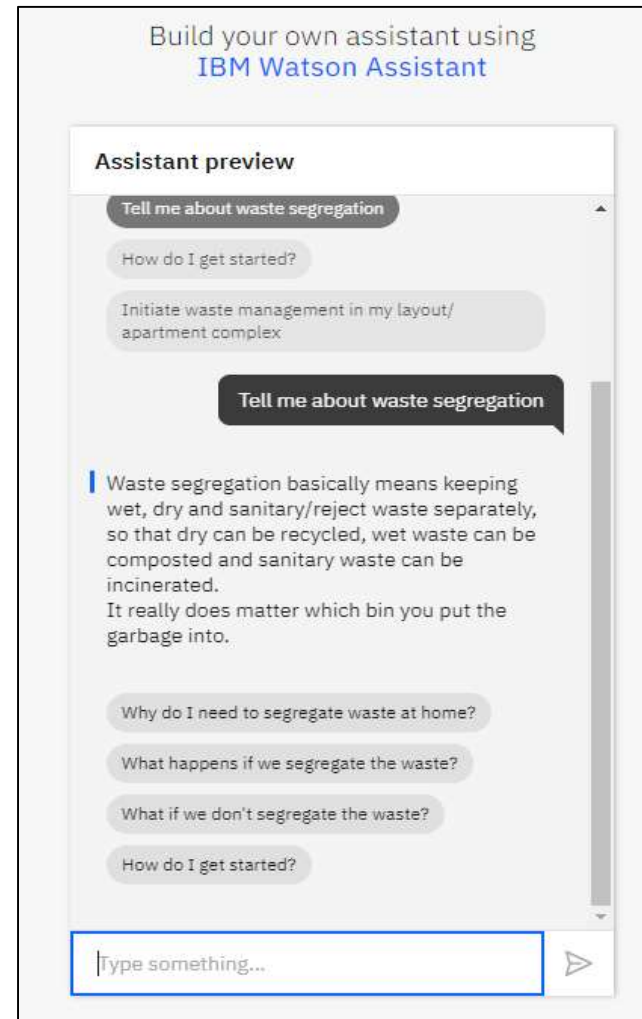 Build your own assistant using
IBM Watson Assistant
Assistant preview
Tell me about waste segregation
How do I get started?
Initiate waste management in my layout/
apartment complex
Tell me about waste segregation
Waste segregation basically means keeping
wet, dry and sanitary/reject waste separately,
so that dry can be recycled, wet waste can be
composted and sanitary waste can be
incinerated.
It really does matter which bin you put the
garbage into.
Why do I need to segregate waste at home?
What happens if we segregate the waste?
What if we don't segregate the waste?
How do I get started?
Type something...